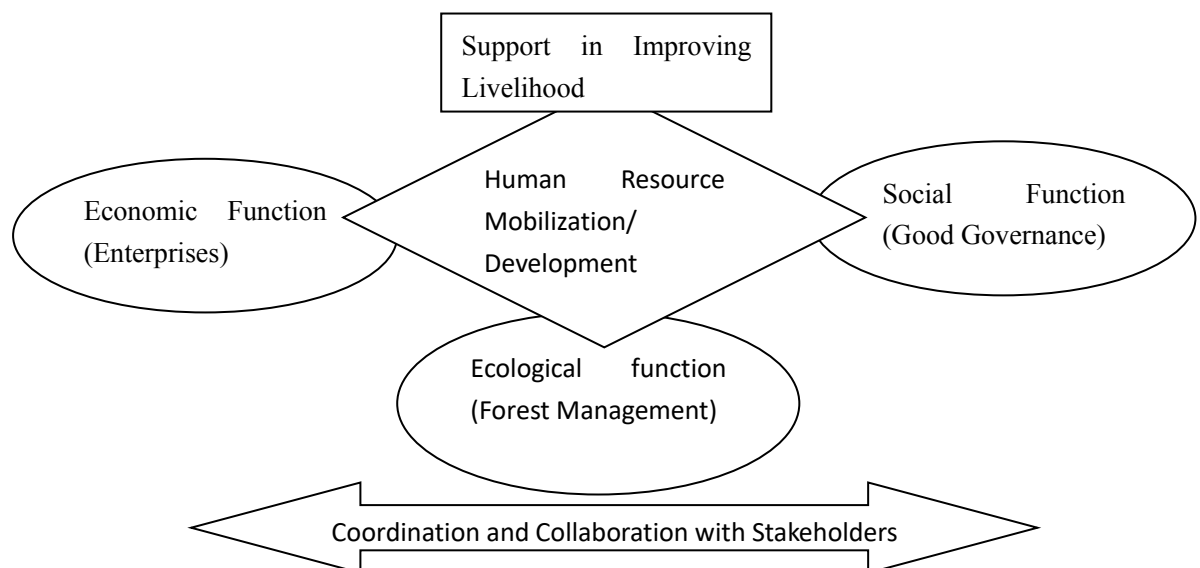 Support in Improving
Livelihood
Human Resource
Mobilization/
Development
Economic Function
(Enterprises)
Social Function
(Good Governance)
Ecological function
(Forest Management)
Coordination and Collaboration with Stakeholders